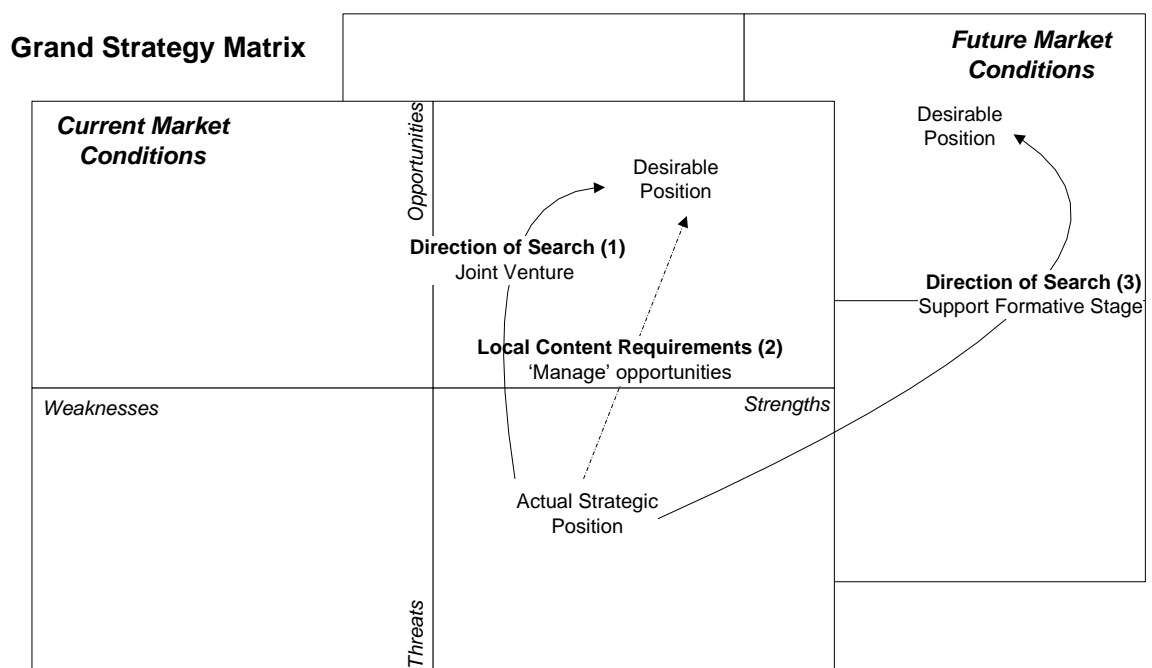 Grand Strategy Matrix
Future Market
Conditions
Current Market
Conditions
Opportunities
Desirable
Position
Desirable
Position
Direction of Search (1)
Joint Venture
Direction of Search (3)
Support Formative Stage
Local Content Requirements (2)
‘Manage’ opportunities
Weaknesses
Strengths
Actual Strategic
Position
Threats